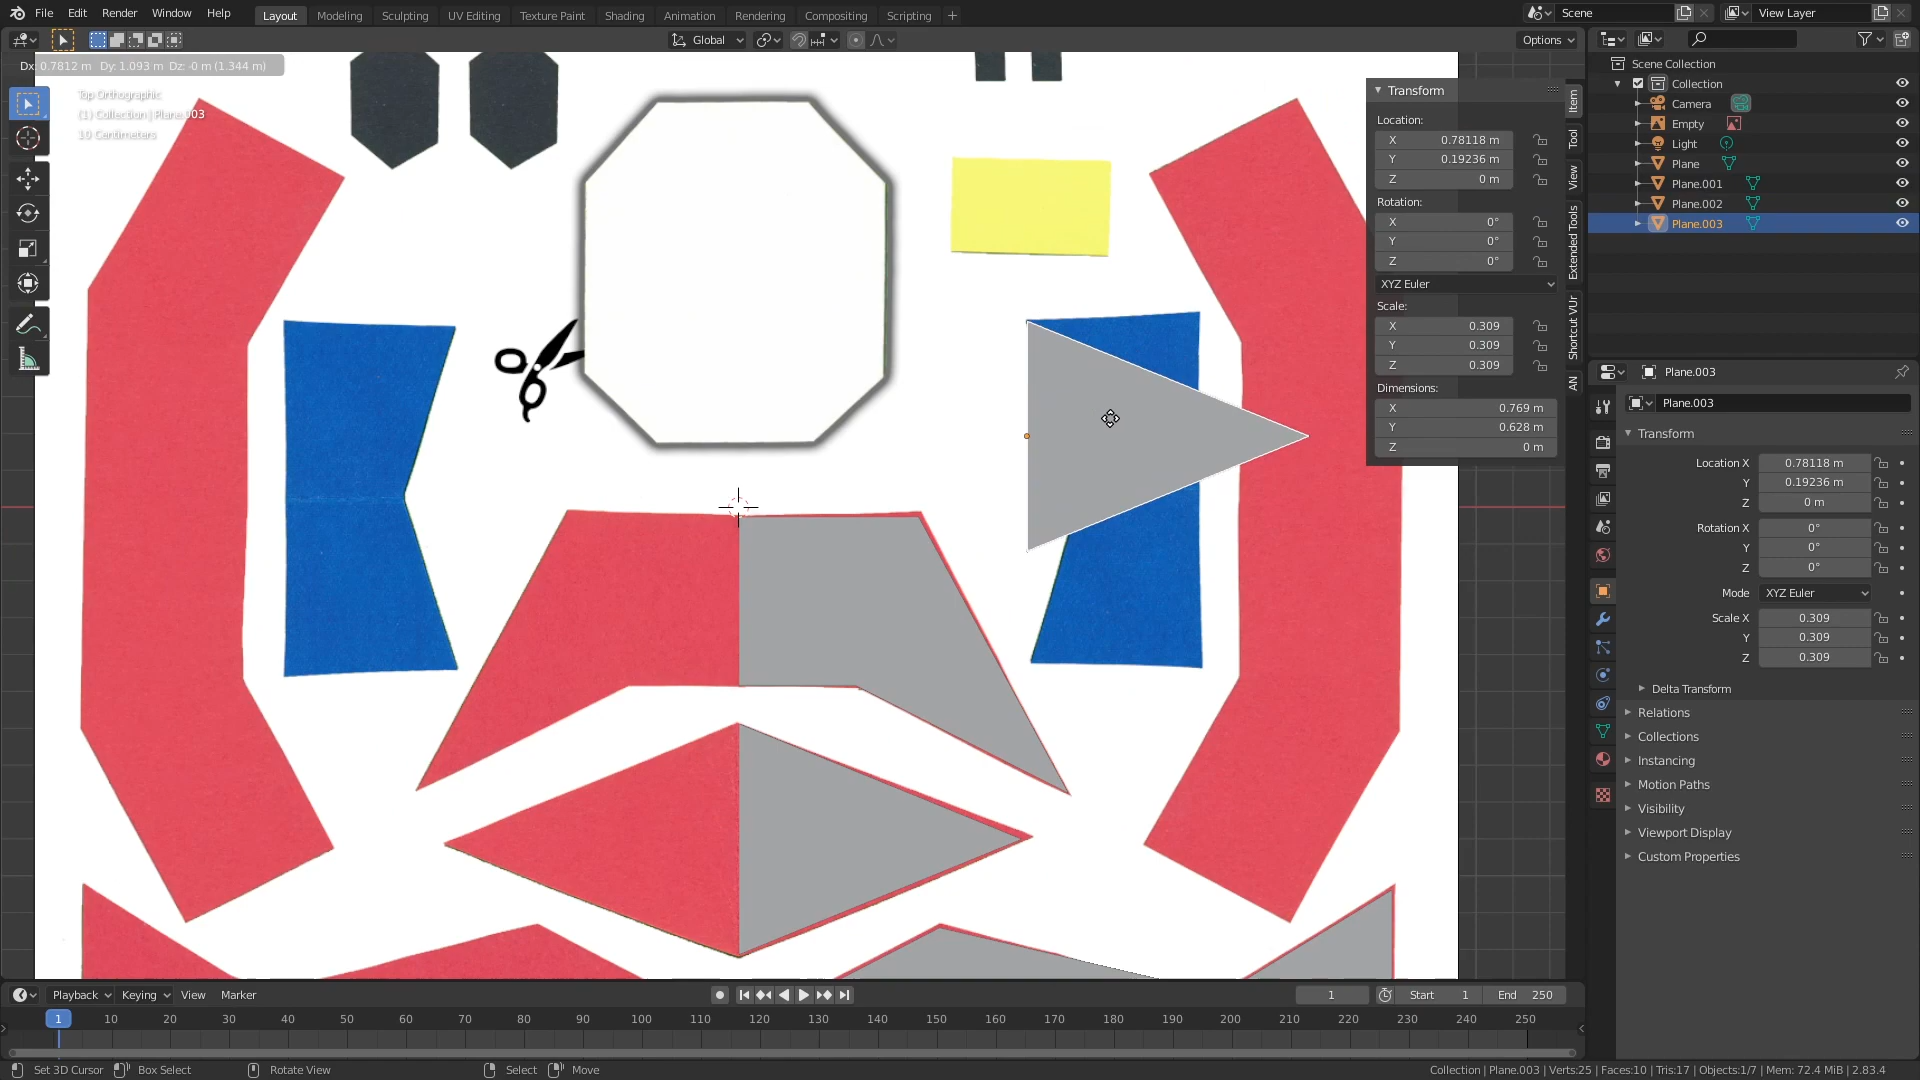 File Edit Render Window Help
Layout Modeling Sculpting UV Editing Texture Paint Shading Animation Rendering Compositing Scripting +
Scene
View Layer
Global
Options
Dx: 0.7812 m Dy: 1.093 m Dz: -0 m (1.344 m)
Top Orthographic
(1) Collection | Plane.003
10 Centimeters
Transform
Location:
X 0.78118 m
Y 0.19236 m
Z 0 m
Rotation:
X 0°
Y 0°
Z 0°
XYZ Euler
Scale:
X 0.309
Y 0.309
Z 0.309
Dimensions:
X 0.769 m
Y 0.628 m
Z 0 m
Item
Tool
View
Extended Tools
Shortcut VUr
AN
Scene Collection
Collection
Camera
Empty
Light
Plane
Plane.001
Plane.002
Plane.003
Plane.003
Plane.003
Transform
Location X 0.78118 m
Y 0.19236 m
Z 0 m
Rotation X 0°
Y 0°
Z 0°
Mode XYZ Euler
Scale X 0.309
Y 0.309
Z 0.309
Delta Transform
Relations
Collections
Instancing
Motion Paths
Visibility
Viewport Display
Custom Properties
Playback Keying View Marker
1 Start 1 End 250
1 10 20 30 40 50 60 70 80 90 100 110 120 130 140 150 160 170 180 190 200 210 220 230 240 250
Set 3D Cursor Box Select Rotate View Select Move
Collection | Plane.003 | Verts:25 | Faces:10 | Tris:17 | Objects:1/7 | Mem: 72.4 MiB | 2.83.4